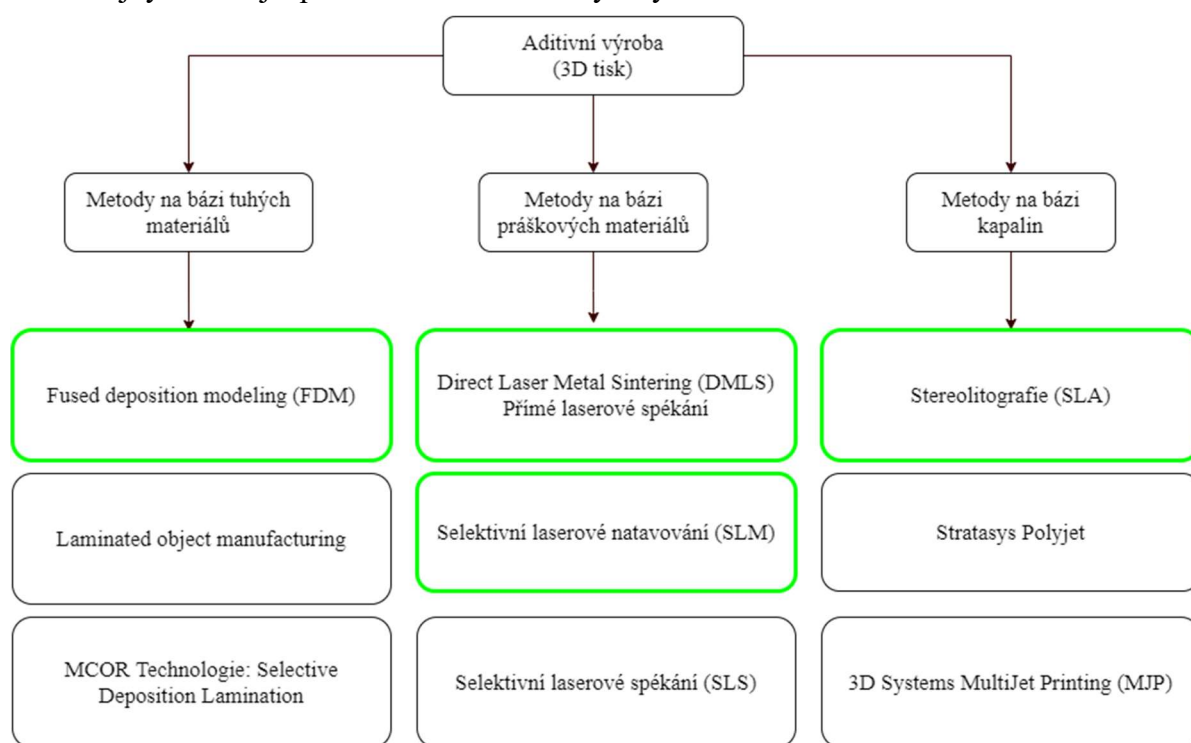 Aditivní výroba
(3D tisk)
Metody na bázi tuhých
materiálů
Metody na bázi
práškových materiálů
Metody na bázi
kapalin
Fused deposition modeling (FDM)
Direct Laser Metal Sintering (DMLS)
Přímé laserové spékání
Stereolitografie (SLA)
Laminated object manufacturing
Selektivní laserové natavování (SLM)
Stratasys Polyjet
MCOR Technologie: Selective
Deposition Lamination
Selektivní laserové spékání (SLS)
3D Systems MultiJet Printing (MJP)